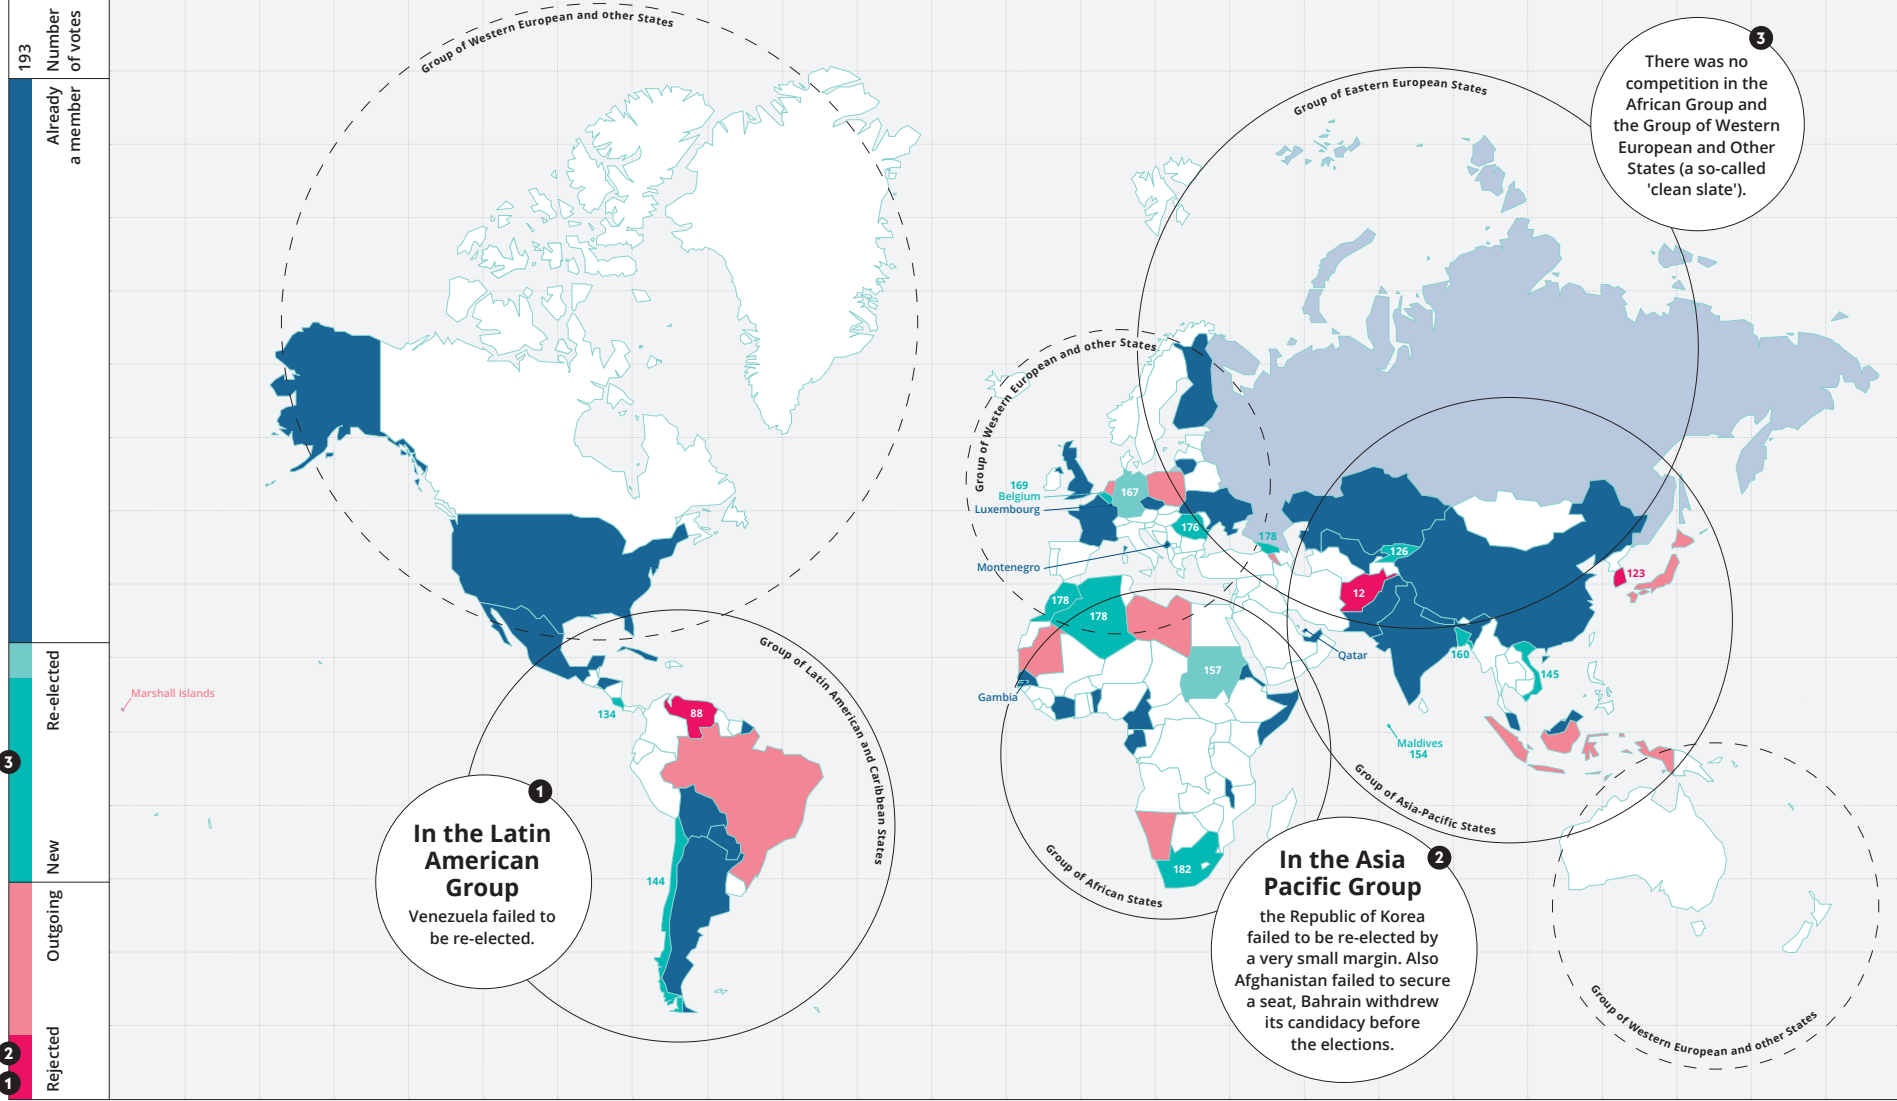 193
Number
of votes
Already
a member
Re-elected
3
New
Outgoing
2
1
Rejected
Group of Western European and other States
Group of Eastern European States
3
There was no
competition in the
African Group and
the Group of Western
European and Other
States (a so-called
'clean slate').
Group of Western European and other States
169
Belgium
Luxembourg
167
176
178
Montenegro
126
123
12
178
178
160
Qatar
145
157
Gambia
Maldives
154
Marshall Islands
134
88
144
Group of Latin American and Caribbean States
1
In the Latin
American
Group
Venezuela failed to
be re-elected.
182
Group of African States
Group of Asia-Pacific States
2
In the Asia
Pacific Group
the Republic of Korea
failed to be re-elected by
a very small margin. Also
Afghanistan failed to secure
a seat, Bahrain withdrew
its candidacy before
the elections.
Group of Western European and other States